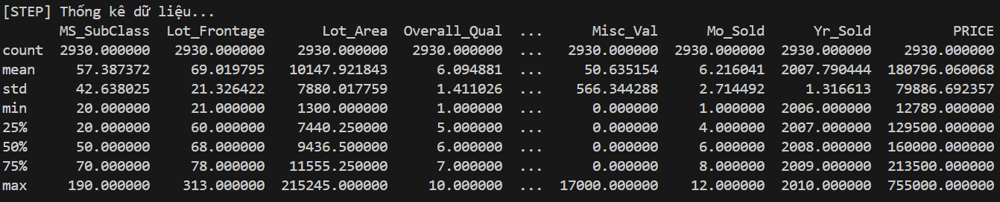 [STEP] Thống kê dữ liệu...
MS_SubClass Lot_Frontage Lot_Area Overall_Qual ... Misc_Val Mo_Sold Yr_Sold PRICE
count 2930.000000 2930.000000 2930.000000 2930.000000 ... 2930.000000 2930.000000 2930.000000 2930.000000
mean 57.387372 69.019795 10147.921843 6.094881 ... 50.635154 6.216041 2007.790444 180796.060068
std 42.638025 21.326422 7880.017759 1.411026 ... 566.344288 2.714492 1.316613 79886.692357
min 20.000000 21.000000 1300.000000 1.000000 ... 0.000000 1.000000 2006.000000 12789.000000
25% 20.000000 60.000000 7440.250000 5.000000 ... 0.000000 4.000000 2007.000000 129500.000000
50% 50.000000 68.000000 9436.500000 6.000000 ... 0.000000 6.000000 2008.000000 160000.000000
75% 70.000000 78.000000 11555.250000 7.000000 ... 0.000000 8.000000 2009.000000 213500.000000
max 190.000000 313.000000 215245.000000 10.000000 ... 17000.000000 12.000000 2010.000000 755000.000000